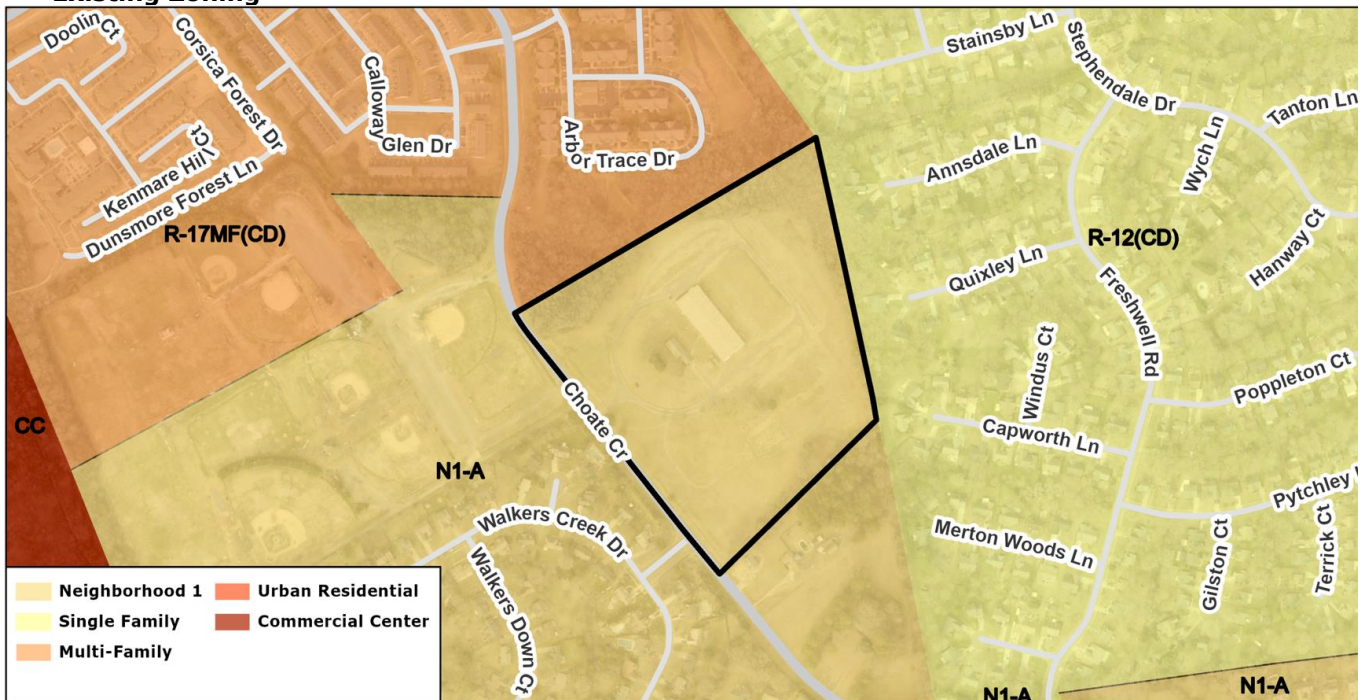 Existing Zoning
Doolin Ct
Corsica Forest Dr
Calloway
Glen Dr
Arbor Trace Dr
Kenmare Hill Ct
Dunsmore Forest Ln
R-17MF(CD)
Stainsby Ln
Stephendale Dr
Tanton Ln
Wych Ln
Annsdale Ln
R-12(CD)
Hanway Ct
Quixley Ln
Freshwell Rd
Windus Ct
Poppleton Ct
Capworth Ln
Choate Cr
CC
N1-A
Walkers Creek Dr
Walkers Down Ct
Merton Woods Ln
Pytchley
Gilston Ct
Terrick Ct
N1-A
N1-A
Neighborhood 1
Urban Residential
Single Family
Commercial Center
Multi-Family